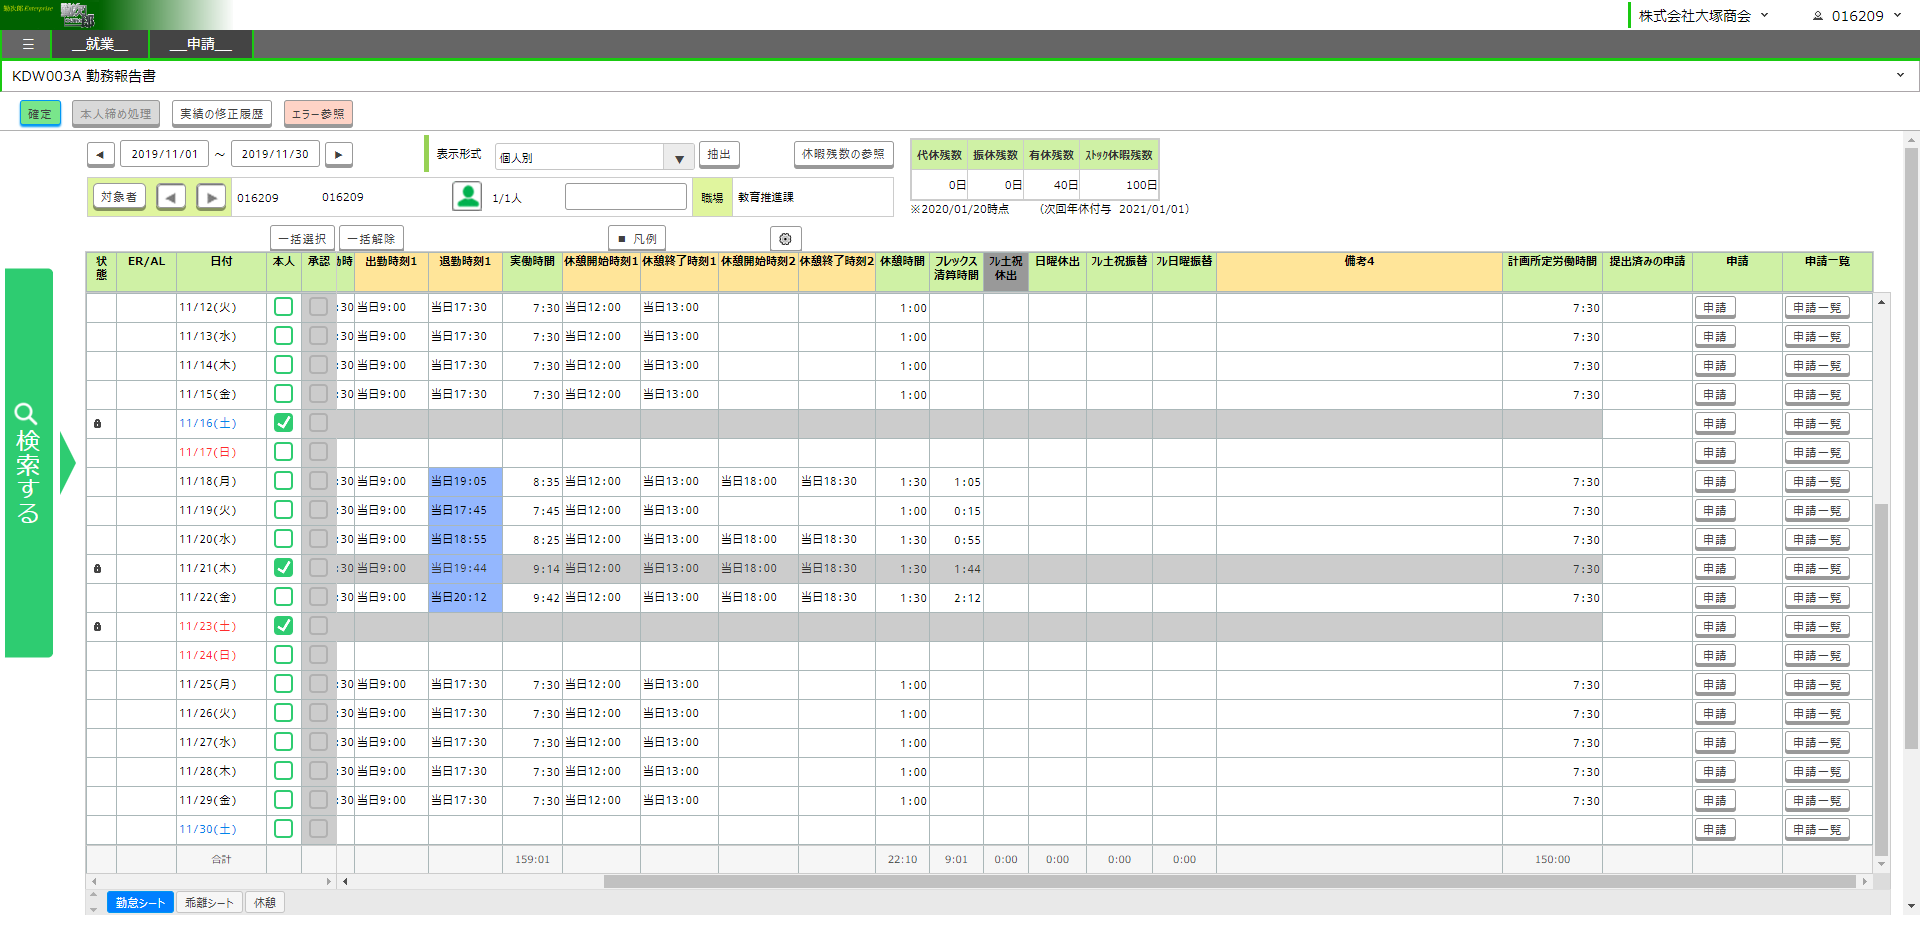 勤次郎Enterprise
株式会社大塚商会 016209
☰ __就業__ __申請__
KDW003A 勤務報告書
確定 本人締め処理 実績の修正履歴 エラー参照
◀ 2019/11/01 ～ 2019/11/30 ▶ 表示形式 個人別 ▼ 抽出 休暇残数の参照
代休残数 振休残数 有休残数 ｽﾄｯｸ休暇残数
0日 0日 40日 100日
※2020/01/20時点 (次回年休付与 2021/01/01)
対象者 ◀ ▶ 016209 016209 1/1人 職場 教育推進課
一括選択 一括解除 ■ 凡例
状態 ER/AL 日付 本人 承認 出勤時刻1 退勤時刻1 実働時間 休憩開始時刻1 休憩終了時刻1 休憩開始時刻2 休憩終了時刻2 休憩時間 フレックス清算時間 ﾌﾙ土祝休出 日曜休出 ﾌﾙ土祝振替 ﾌﾙ日曜振替 備考4 計画所定労働時間 提出済みの申請 申請 申請一覧
11/12(火) :30 当日9:00 当日17:30 7:30 当日12:00 当日13:00 1:00 7:30 申請 申請一覧
11/13(水) :30 当日9:00 当日17:30 7:30 当日12:00 当日13:00 1:00 7:30 申請 申請一覧
11/14(木) :30 当日9:00 当日17:30 7:30 当日12:00 当日13:00 1:00 7:30 申請 申請一覧
11/15(金) :30 当日9:00 当日17:30 7:30 当日12:00 当日13:00 1:00 7:30 申請 申請一覧
11/16(土) 申請 申請一覧
11/17(日) 申請 申請一覧
11/18(月) :30 当日9:00 当日19:05 8:35 当日12:00 当日13:00 当日18:00 当日18:30 1:30 1:05 7:30 申請 申請一覧
11/19(火) :30 当日9:00 当日17:45 7:45 当日12:00 当日13:00 1:00 0:15 7:30 申請 申請一覧
11/20(水) :30 当日9:00 当日18:55 8:25 当日12:00 当日13:00 当日18:00 当日18:30 1:30 0:55 7:30 申請 申請一覧
11/21(木) :30 当日9:00 当日19:44 9:14 当日12:00 当日13:00 当日18:00 当日18:30 1:30 1:44 7:30 申請 申請一覧
11/22(金) :30 当日9:00 当日20:12 9:42 当日12:00 当日13:00 当日18:00 当日18:30 1:30 2:12 7:30 申請 申請一覧
11/23(土) 申請 申請一覧
11/24(日) 申請 申請一覧
11/25(月) :30 当日9:00 当日17:30 7:30 当日12:00 当日13:00 1:00 7:30 申請 申請一覧
11/26(火) :30 当日9:00 当日17:30 7:30 当日12:00 当日13:00 1:00 7:30 申請 申請一覧
11/27(水) :30 当日9:00 当日17:30 7:30 当日12:00 当日13:00 1:00 7:30 申請 申請一覧
11/28(木) :30 当日9:00 当日17:30 7:30 当日12:00 当日13:00 1:00 7:30 申請 申請一覧
11/29(金) :30 当日9:00 当日17:30 7:30 当日12:00 当日13:00 1:00 7:30 申請 申請一覧
11/30(土) 申請 申請一覧
合計 159:01 22:10 9:01 0:00 0:00 0:00 0:00 150:00
勤怠シート 乖離シート 休憩
検索する